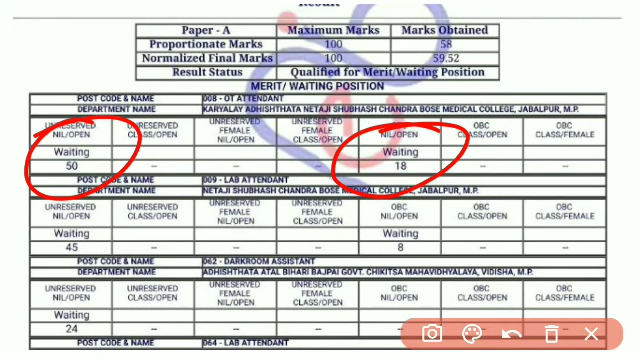 Result
Paper - A Maximum Marks Marks Obtained
Proportionate Marks 100 58
Normalized Final Marks 100 59.52
Result Status Qualified for Merit/Waiting Position
MERIT/ WAITING POSITION
POST CODE & NAME 008 - OT ATTENDANT
DEPARTMENT NAME KARYALAY ADHISHTHATA NETAJI SHUBHASH CHANDRA BOSE MEDICAL COLLEGE, JABALPUR, M.P.
UNRESERVED NIL/OPEN UNRESERVED CLASS/OPEN UNRESERVED FEMALE NIL/OPEN UNRESERVED FEMALE CLASS/OPEN NIL/OPEN OBC CLASS/OPEN OBC CLASS/FEMALE
Waiting Waiting
50 -- -- -- 18 -- --
POST CODE & NAME 009 - LAB ATTENDANT
DEPARTMENT NAME NETAJI SHUBHASH CHANDRA BOSE MEDICAL COLLEGE, JABALPUR, M.P.
UNRESERVED NIL/OPEN UNRESERVED CLASS/OPEN UNRESERVED FEMALE NIL/OPEN UNRESERVED FEMALE CLASS/OPEN OBC NIL/OPEN OBC CLASS/OPEN OBC CLASS/FEMALE
Waiting Waiting
45 -- -- -- 8 -- --
POST CODE & NAME 062 - DARKROOM ASSISTANT
DEPARTMENT NAME ADHISHTHATA ATAL BIHARI BAJPAI GOVT. CHIKITSA MAHAVIDHYALAYA, VIDISHA, M.P.
UNRESERVED NIL/OPEN UNRESERVED CLASS/OPEN UNRESERVED FEMALE NIL/OPEN UNRESERVED FEMALE CLASS/OPEN OBC NIL/OPEN OBC CLASS/OPEN OBC CLASS/FEMALE
Waiting
24 -- -- --
POST CODE & NAME 064 - LAB ATTENDANT